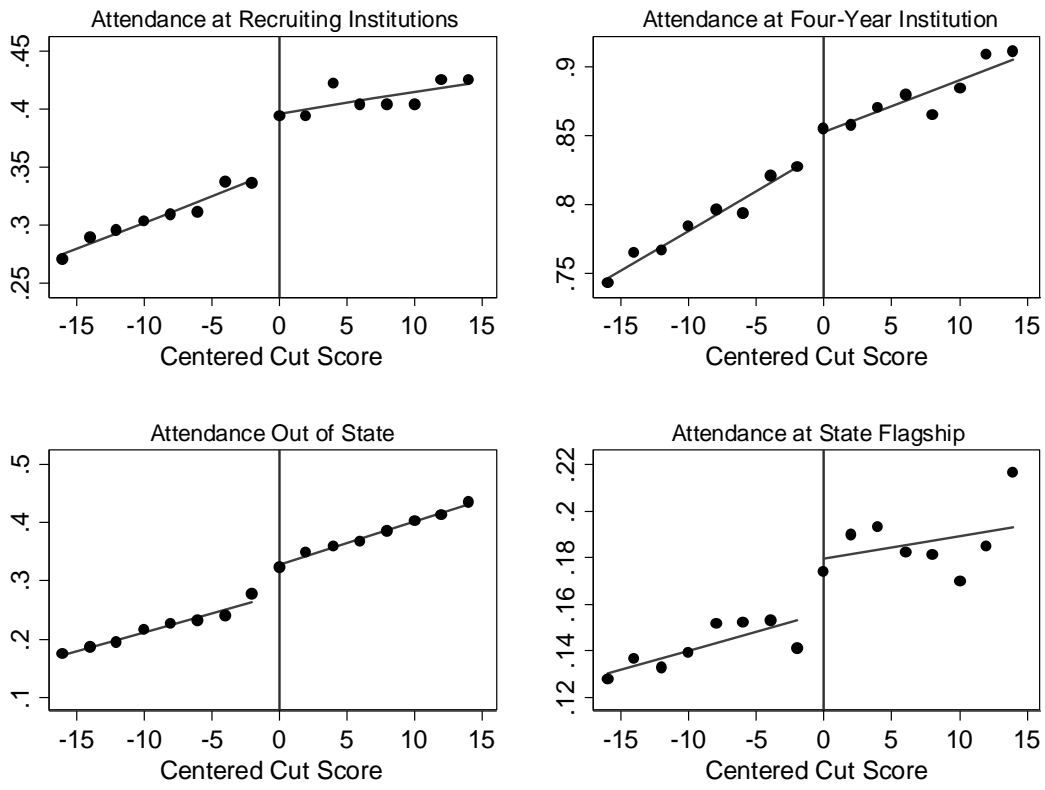 Attendance at Recruiting Institutions
.45
.4
.35
.3
.25
-15 -10 -5 0 5 10 15
Centered Cut Score
Attendance at Four-Year Institution
.9
.85
.8
.75
-15 -10 -5 0 5 10 15
Centered Cut Score
Attendance Out of State
.5
.4
.3
.2
.1
-15 -10 -5 0 5 10 15
Centered Cut Score
Attendance at State Flagship
.22
.2
.18
.16
.14
.12
-15 -10 -5 0 5 10 15
Centered Cut Score